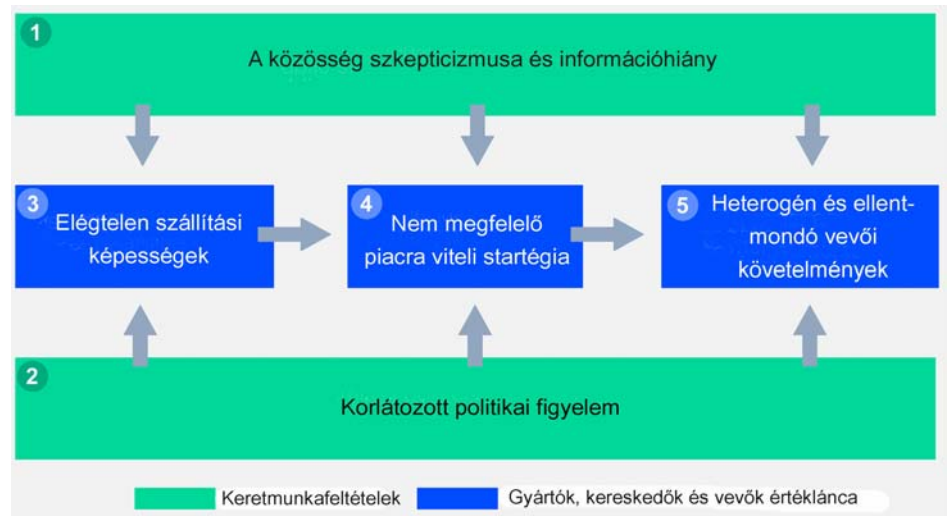 1
A közösség szkepticizmusa és információhiány
3
Elégtelen szállítási
képességek
4
Nem megfelelő
piacra viteli startégia
5
Heterogén és ellent-
mondó vevői
követelmények
2
Korlátozott politikai figyelem
Keretmunkafeltételek
Gyártók, kereskedők és vevők értéklánca